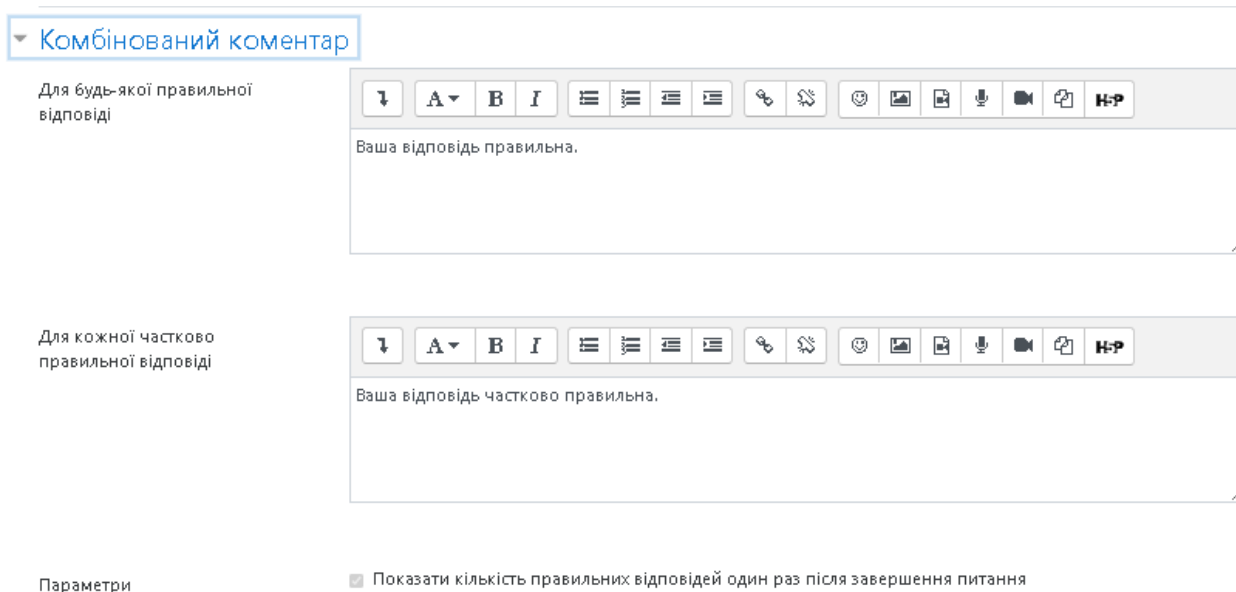 Комбінований коментар
Для будь-якої правильної
відповіді
A B I H-P
Ваша відповідь правильна.
Для кожної частково
правильної відповіді
A B I H-P
Ваша відповідь частково правильна.
Параметри
Показати кількість правильних відповідей один раз після завершення питання